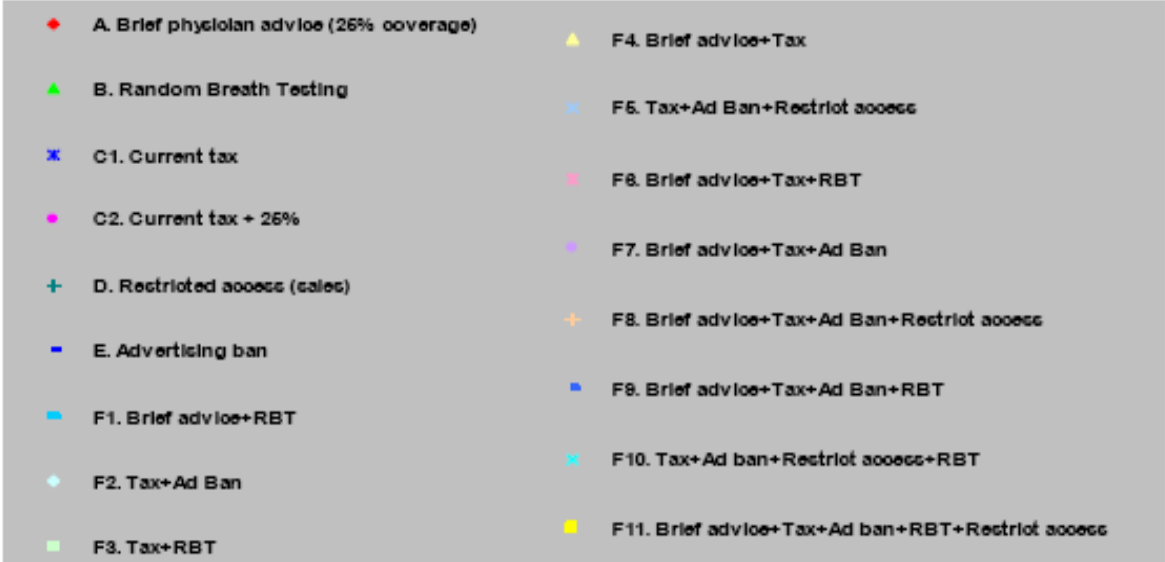 A. Brief physician advice (25% coverage)
B. Random Breath Testing
C1. Current tax
C2. Current tax + 25%
D. Restricted access (sales)
E. Advertising ban
F1. Brief advice+RBT
F2. Tax+Ad Ban
F3. Tax+RBT
F4. Brief advice+Tax
F5. Tax+Ad Ban+Restrict access
F6. Brief advice+Tax+RBT
F7. Brief advice+Tax+Ad Ban
F8. Brief advice+Tax+Ad Ban+Restrict access
F9. Brief advice+Tax+Ad Ban+RBT
F10. Tax+Ad ban+Restrict access+RBT
F11. Brief advice+Tax+Ad ban+RBT+Restrict access